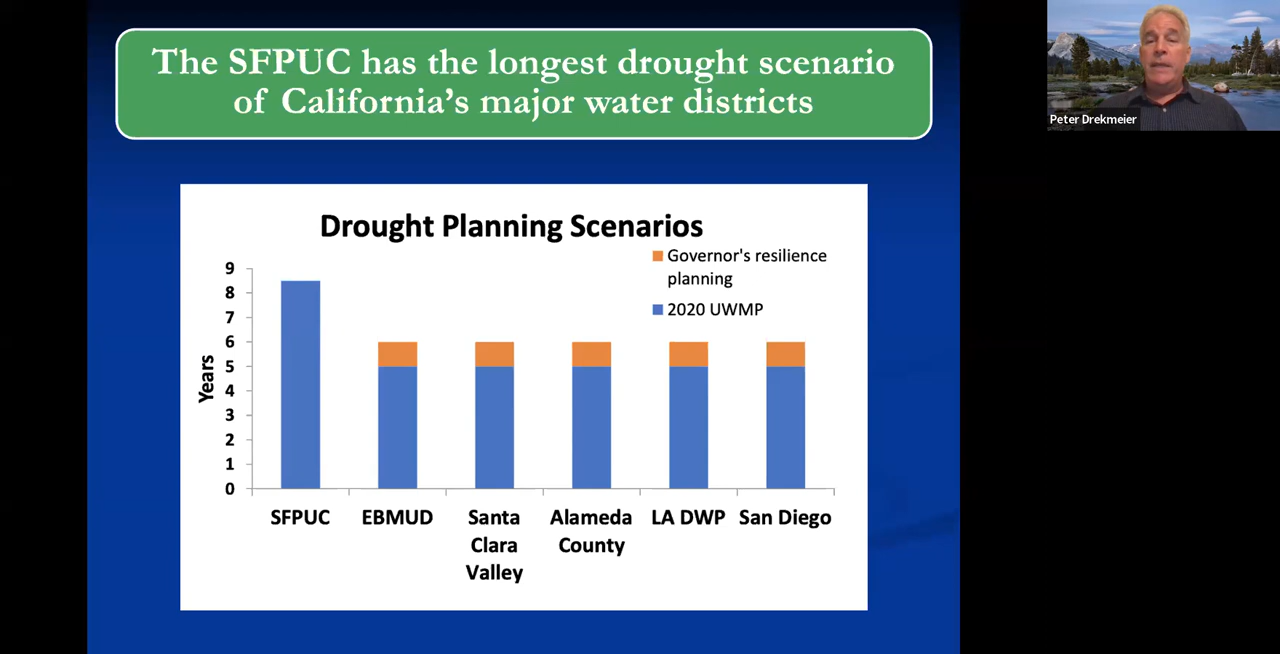 The SFPUC has the longest drought scenario
of California’s major water districts
Peter Drekmeier
Drought Planning Scenarios
Governor's resilience
planning
2020 UWMP
Years
9
8
7
6
5
4
3
2
1
0
SFPUC
EBMUD
Santa
Clara
Valley
Alameda
County
LA DWP
San Diego